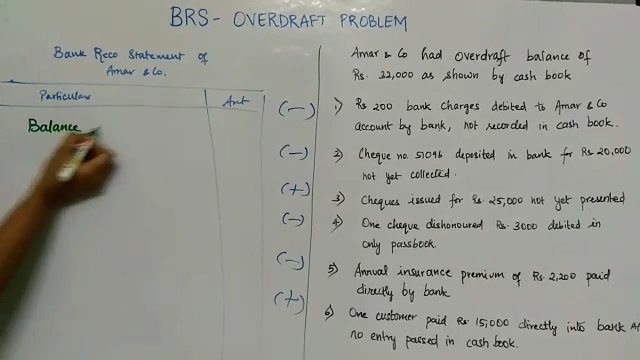 BRS - OVERDRAFT PROBLEM
Bank Reco Statement of
Amar & Co.
Particulars
Amt
Balance
Amar & Co had overdraft balance of
Rs. 32,000 as shown by cash book
(-) 1) Rs 200 bank charges debited to Amar & Co
account by bank, not recorded in cash book.
(-) 2) Cheque no. 51096 deposited in bank for Rs 20,000
not yet collected.
(+) 3) Cheques issued for Rs. 25,000 not yet presented
(-) 4) One cheque dishonoured Rs. 3000 debited in
only passbook.
(-) 5) Annual insurance premium of Rs. 2,200 paid
directly by bank
(+) 6) One customer paid Rs 15,000 directly into bank
no entry passed in cash book.